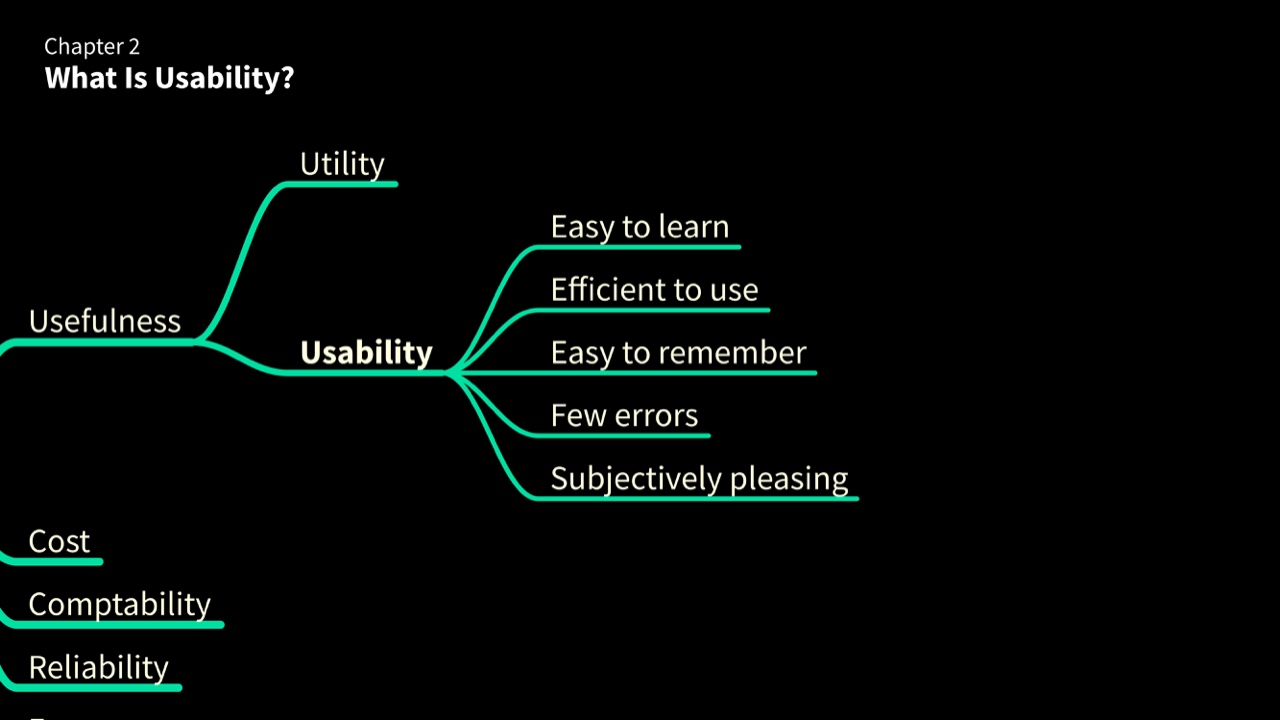 Chapter 2
What Is Usability?
Utility
Easy to learn
Efficient to use
Usefulness
Usability
Easy to remember
Few errors
Subjectively pleasing
Cost
Comptability
Reliability